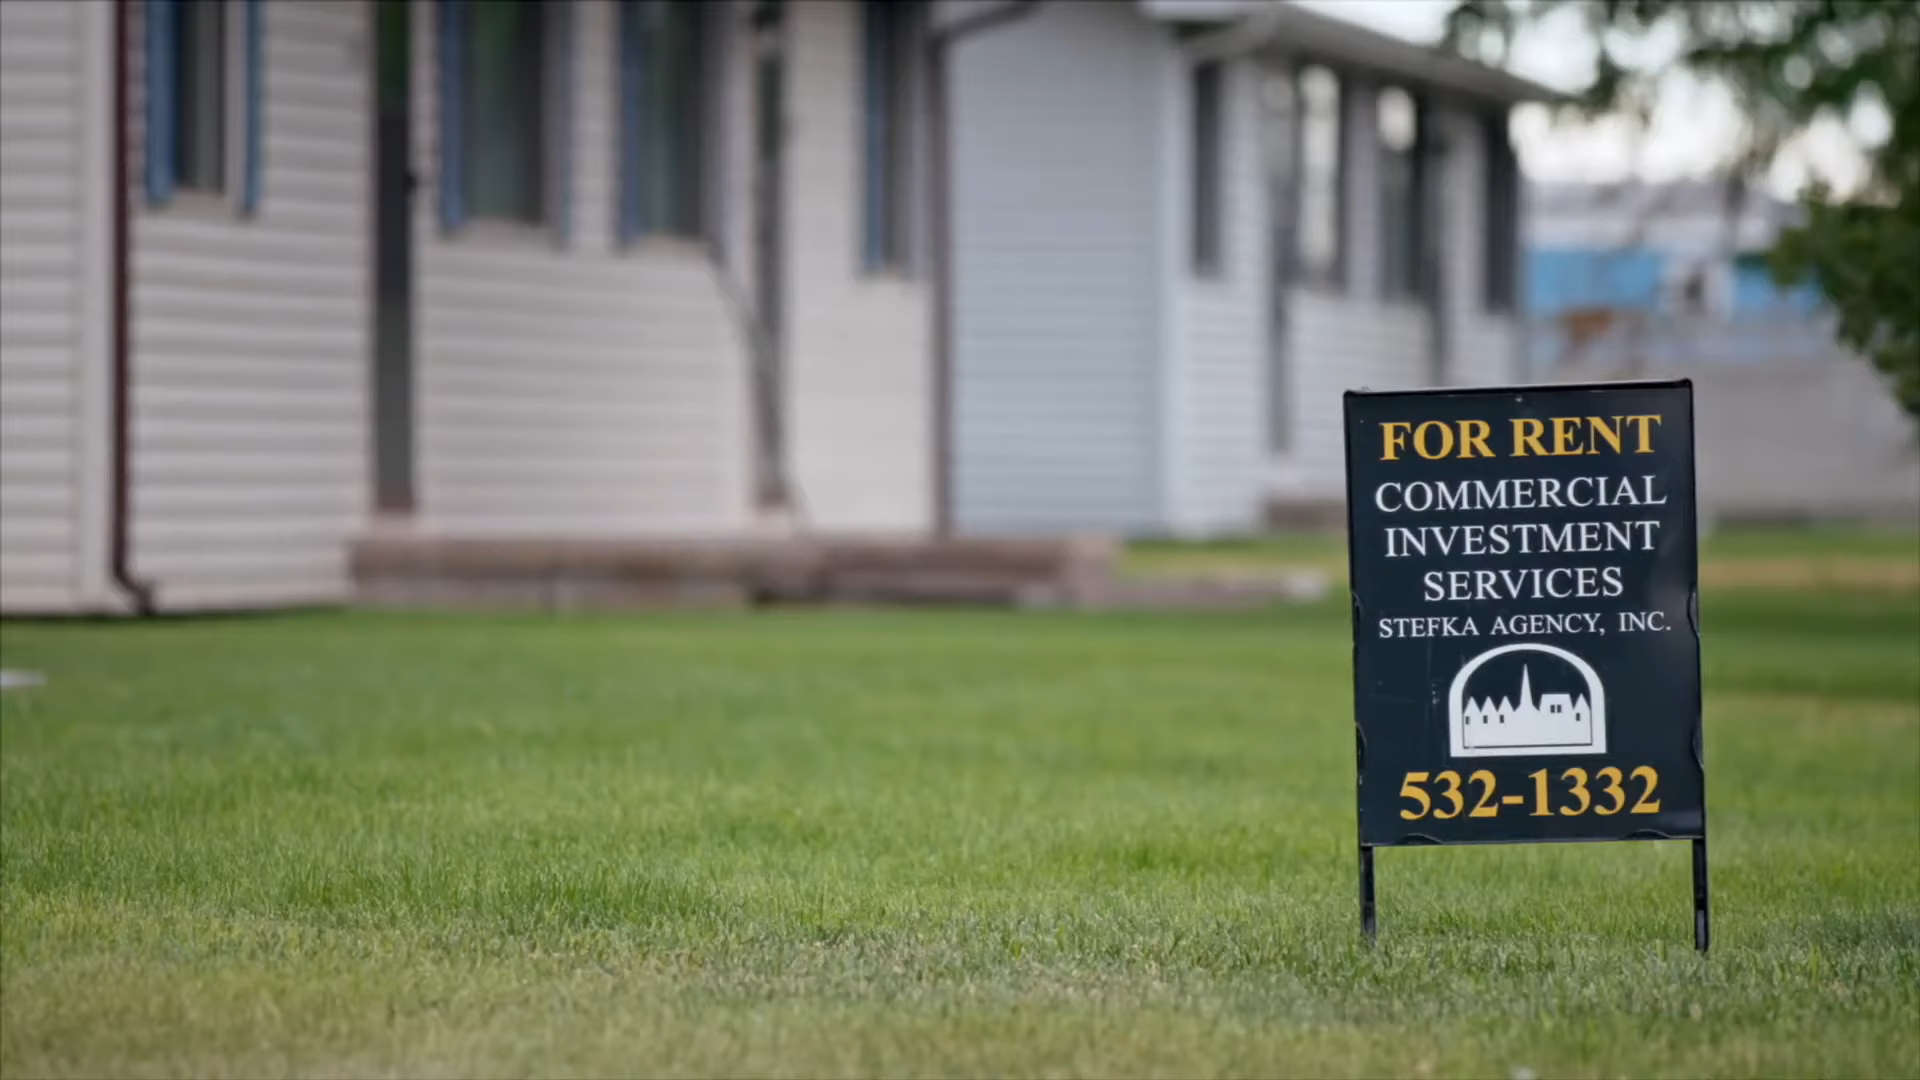 FOR RENT
COMMERCIAL
INVESTMENT
SERVICES
STEFKA AGENCY, INC.
532-1332